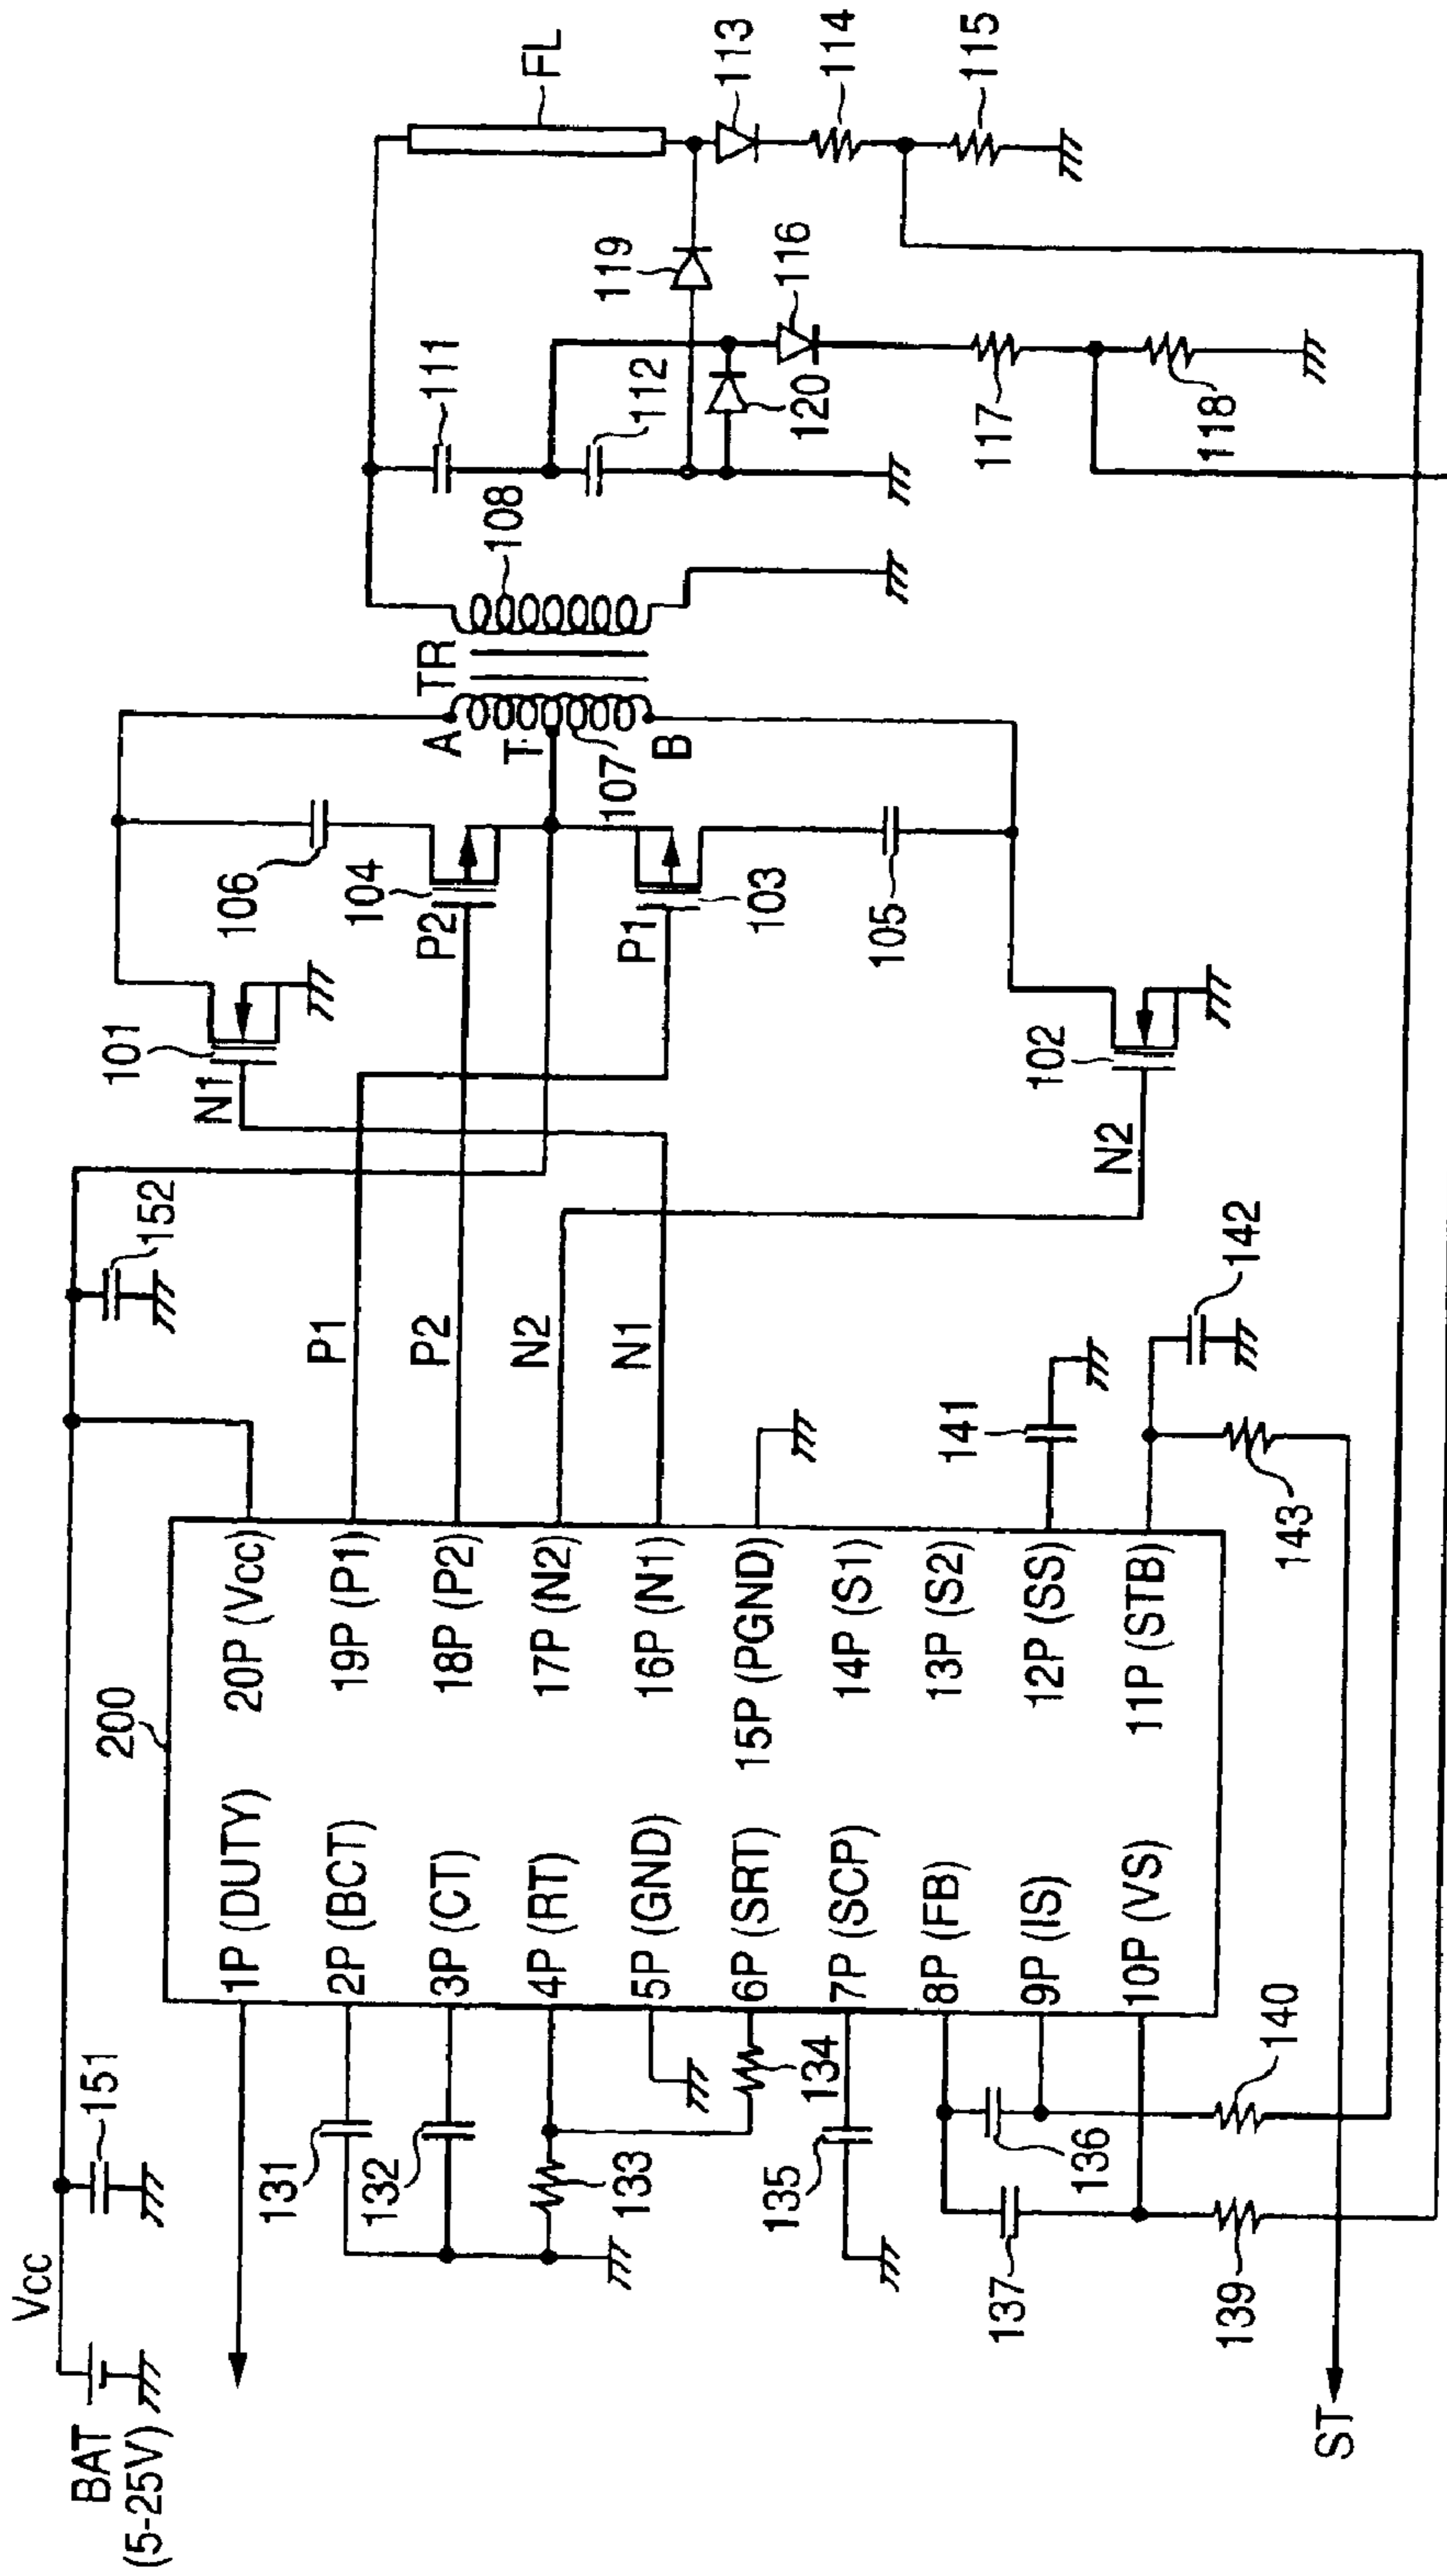 Vcc
BAT
(5-25V)
151
152
200
1P (DUTY)
2P (BCT)
3P (CT)
4P (RT)
5P (GND)
6P (SRT)
7P (SCP)
8P (FB)
9P (IS)
10P (VS)
20P (Vcc)
19P (P1)
18P (P2)
17P (N2)
16P (N1)
15P (PGND)
14P (S1)
13P (S2)
12P (SS)
11P (STB)
131
132
133
134
135
136
137
139
140
141
142
143
ST
P1
P2
N2
N1
N1
101
P2
104
106
P1
103
105
N2
102
A
T
B
TR
107
108
111
112
119
120
116
117
118
FL
113
114
115